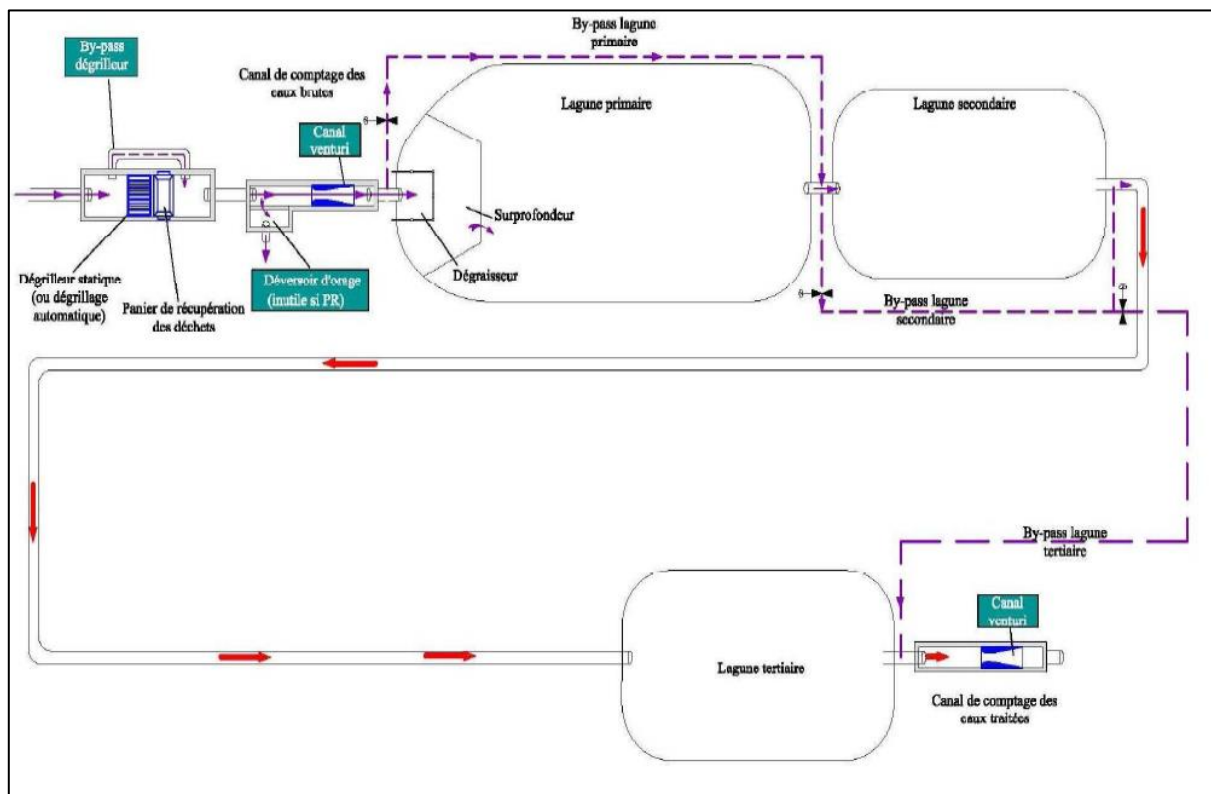 By-pass lagune
primaire
By-pass
dégrilleur
Canal de comptage des
eaux brutes
Canal
venturi
Lagune primaire
Lagune secondaire
Surprofondeur
Dégraisseur
Dégrilleur statique
(ou dégrillage
automatique)
Panier de récupération
des déchets
Déversoir d'orage
(inutile si PR)
By-pass lagune
secondaire
By-pass lagune
tertiaire
Lagune tertiaire
Canal
venturi
Canal de comptage des
eaux traitées